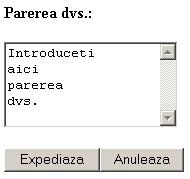 Parerea dvs.:
Introduceti
aici
parerea
dvs.
Expediaza Anuleaza